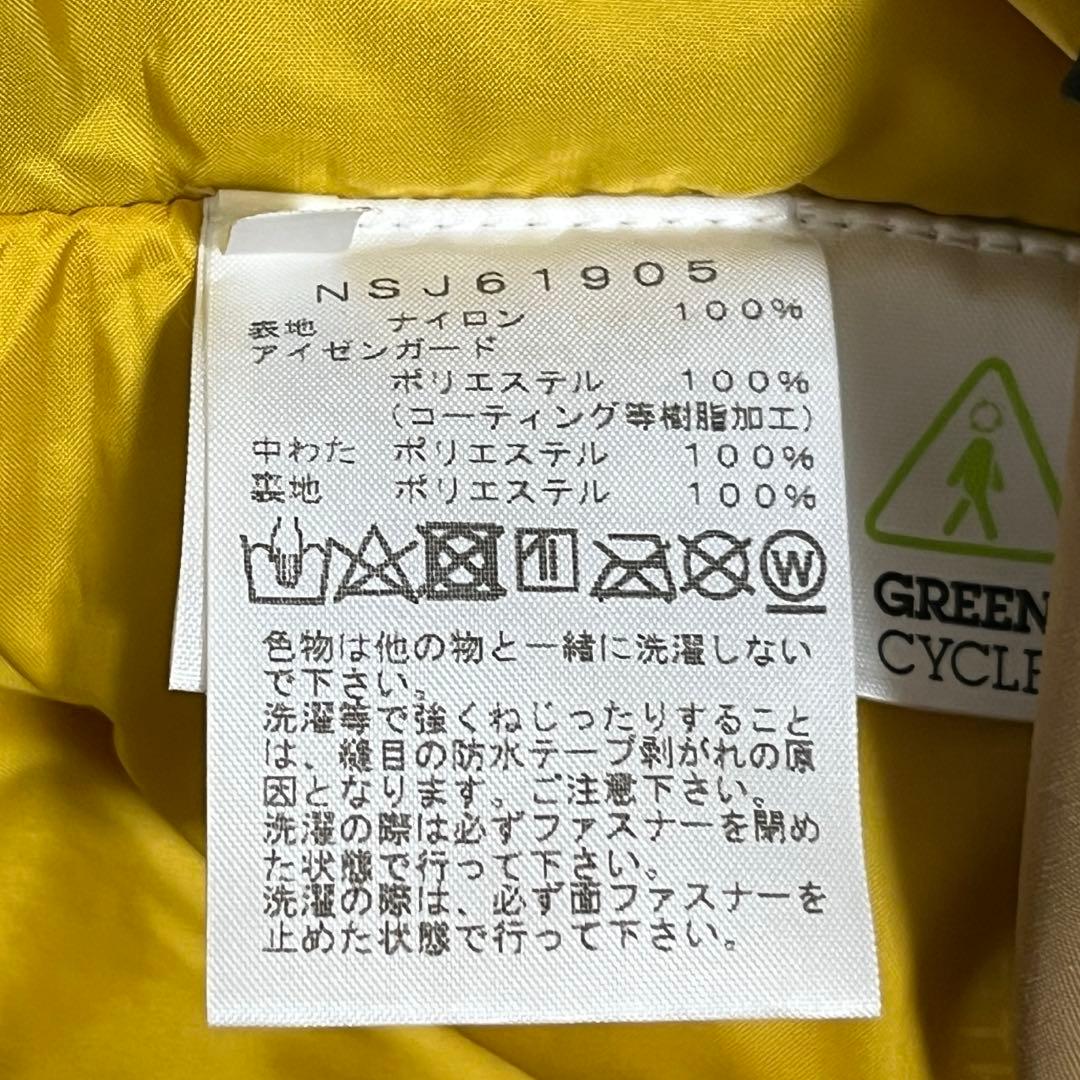 NSJ61905
表地 ナイロン 100%
アイゼンガード
ポリエステル 100%
(コーティング等樹脂加工)
中わた ポリエステル 100%
裏地 ポリエステル 100%
W
色物は他の物と一緒に洗濯しない
で下さい。
洗濯等で強くねじったりすること
は、縫目の防水テープ剥がれの原
因となります。ご注意下さい。
洗濯の際は必ずファスナーを閉め
た状態で行って下さい。
洗濯の際は、必ず面ファスナーを
止めた状態で行って下さい。
GREEN
CYCLE